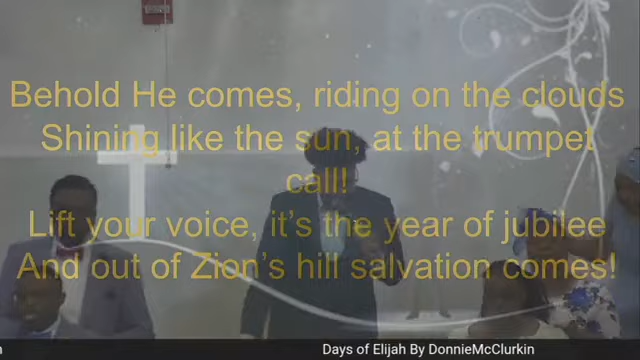 Behold He comes, riding on the clouds
Shining like the sun, at the trumpet
call!
Lift your voice, it's the year of jubilee
And out of Zion's hill salvation comes!
Days of Elijah By DonnieMcClurkin